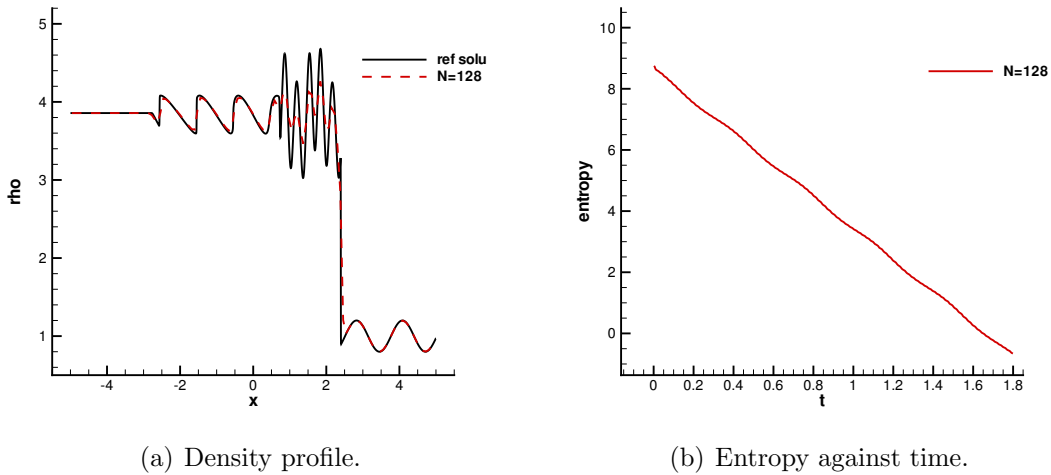 5
4
3
2
1
rho
-4
-2
0
2
4
x
ref solu
N=128
10
8
6
4
2
0
entropy
0
0.2
0.4
0.6
0.8
1
1.2
1.4
1.6
1.8
t
N=128
(a) Density profile.
(b) Entropy against time.